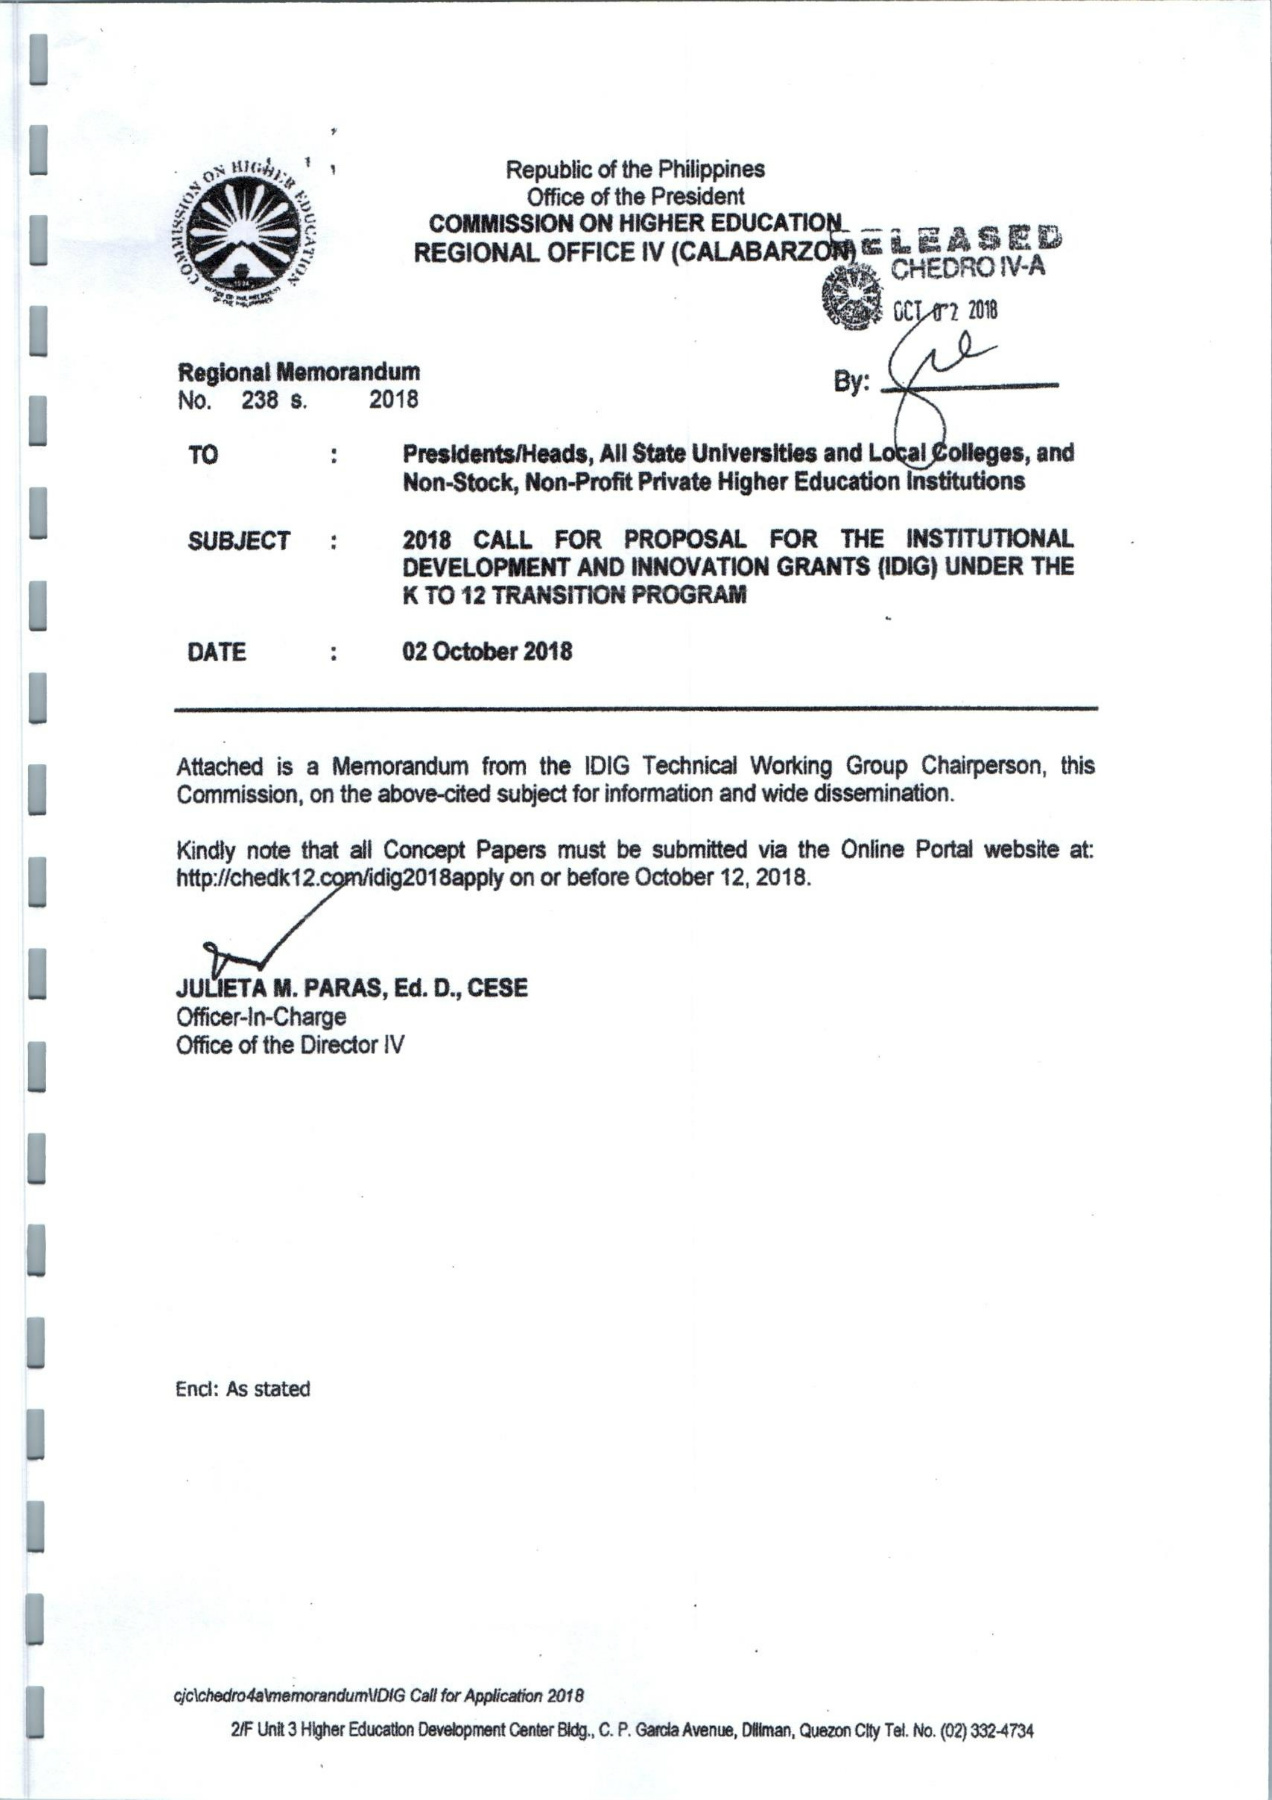 COMMISSION ON HIGHER EDUCATION
OFFICE OF THE PRESIDENT
OF THE PHILIPPINES
Republic of the Philippines
Office of the President
COMMISSION ON HIGHER EDUCATION
REGIONAL OFFICE IV (CALABARZON)
RELEASED
CHEDRO IV-A
OCT 02 2018
By:
Regional Memorandum
No. 238 s. 2018
TO : Presidents/Heads, All State Universities and Local Colleges, and
Non-Stock, Non-Profit Private Higher Education Institutions
SUBJECT : 2018 CALL FOR PROPOSAL FOR THE INSTITUTIONAL
DEVELOPMENT AND INNOVATION GRANTS (IDIG) UNDER THE
K TO 12 TRANSITION PROGRAM
DATE : 02 October 2018
Attached is a Memorandum from the IDIG Technical Working Group Chairperson, this
Commission, on the above-cited subject for information and wide dissemination.
Kindly note that all Concept Papers must be submitted via the Online Portal website at:
http://chedk12.com/idig2018apply on or before October 12, 2018.
JULIETA M. PARAS, Ed. D., CESE
Officer-In-Charge
Office of the Director IV
Encl: As stated
cjc\chedro4a\memorandum\IDIG Call for Application 2018
2/F Unit 3 Higher Education Development Center Bldg., C. P. Garcia Avenue, Diliman, Quezon City Tel. No. (02) 332-4734